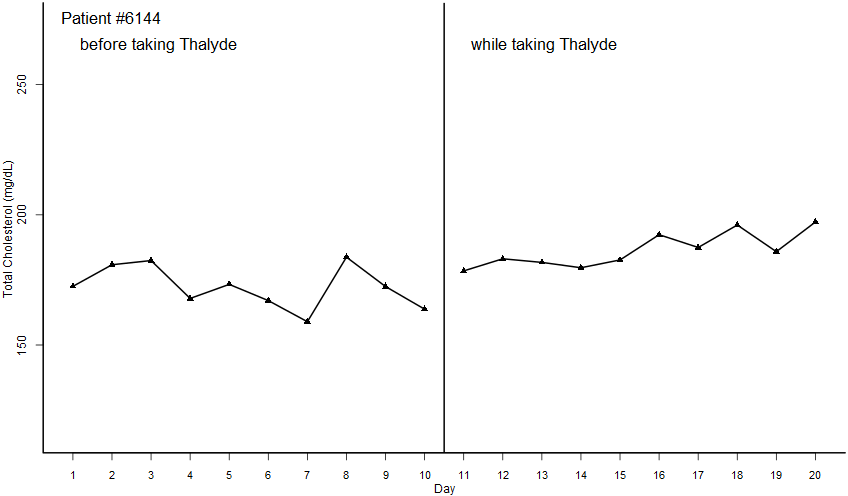 Patient #6144
before taking Thalyde
while taking Thalyde
Total Cholesterol (mg/dL)
250
200
150
1 2 3 4 5 6 7 8 9 10 11 12 13 14 15 16 17 18 19 20
Day